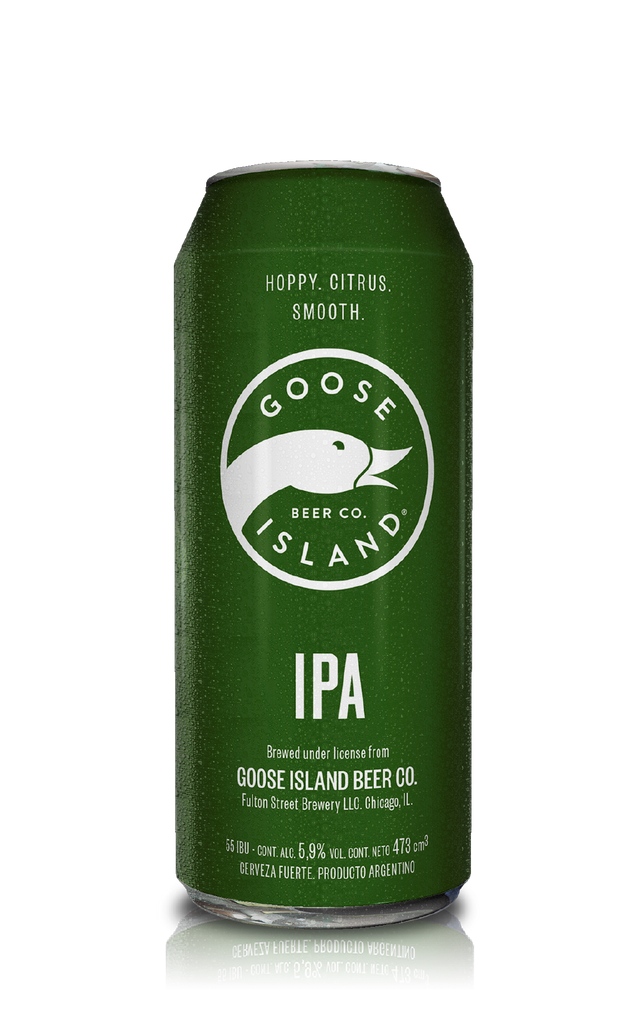 HOPPY. CITRUS.
SMOOTH.
GOOSE
BEER CO.
ISLAND®
IPA
Brewed under license from
GOOSE ISLAND BEER CO.
Fulton Street Brewery LLC. Chicago, IL.
55 IBU - CONT. ALC. 5,9% VOL. CONT. NETO 473 cm³
CERVEZA FUERTE. PRODUCTO ARGENTINO